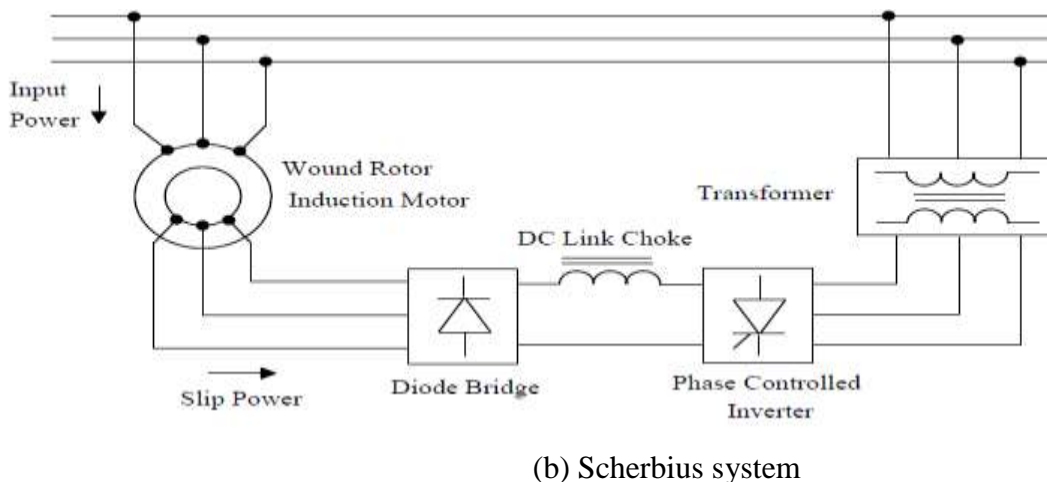 Input
Power
Wound Rotor
Induction Motor
Transformer
DC Link Choke
Slip Power
Diode Bridge
Phase Controlled
Inverter
(b) Scherbius system